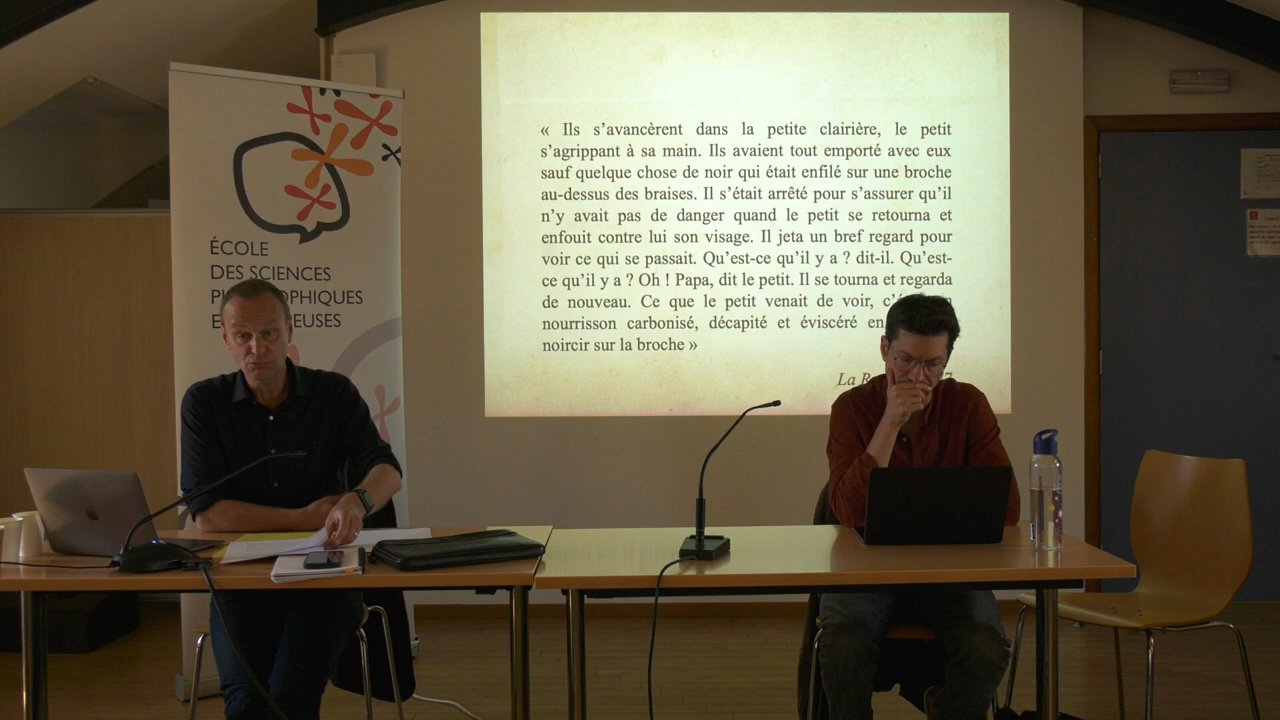 ÉCOLE
DES SCIENCES
PHIQUES
EUSES
« Ils s’avancèrent dans la petite clairière, le petit
s’agrippant à sa main. Ils avaient tout emporté avec eux
sauf quelque chose de noir qui était enfilé sur une broche
au-dessus des braises. Il s’était arrêté pour s’assurer qu’il
n’y avait pas de danger quand le petit se retourna et
enfouit contre lui son visage. Il jeta un bref regard pour
voir ce qui se passait. Qu’est-ce qu’il y a ? dit-il. Qu’est-
ce qu’il y a ? Oh ! Papa, dit le petit. Il se tourna et regarda
de nouveau. Ce que le petit venait de voir,
nourrisson carbonisé, décapité et éviscéré en
noircir sur la broche »
La